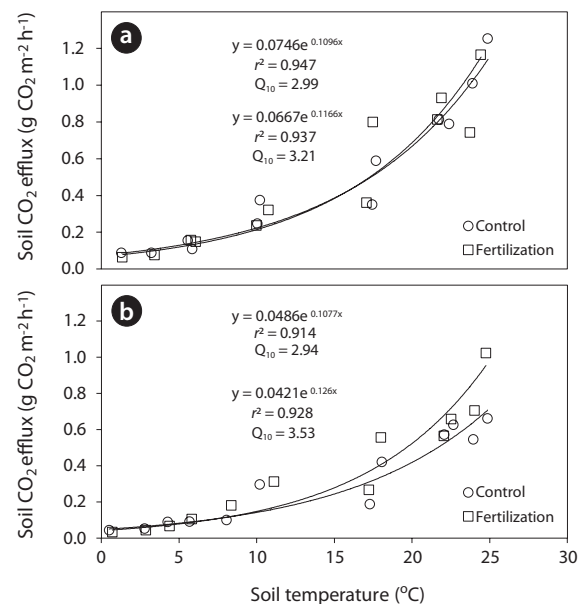 a
y = 0.0746e^0.1096x
r² = 0.947
Q₁₀ = 2.99
y = 0.0667e^0.1166x
r² = 0.937
Q₁₀ = 3.21
Soil CO₂ efflux (g CO₂ m⁻² h⁻¹)
1.2
1.0
0.8
0.6
0.4
0.2
0.0
Control
Fertilization
b
y = 0.0486e^0.1077x
r² = 0.914
Q₁₀ = 2.94
y = 0.0421e^0.126x
r² = 0.928
Q₁₀ = 3.53
Soil CO₂ efflux (g CO₂ m⁻² h⁻¹)
1.2
1.0
0.8
0.6
0.4
0.2
0.0
Control
Fertilization
0 5 10 15 20 25 30
Soil temperature (°C)